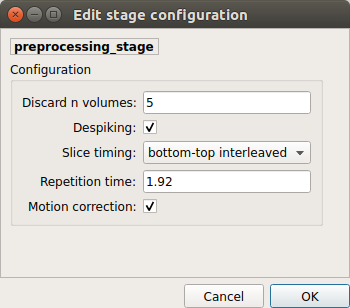 Edit stage configuration
preprocessing_stage
Configuration
Discard n volumes: 5
Despiking:
Slice timing: bottom-top interleaved
Repetition time: 1.92
Motion correction:
Cancel OK